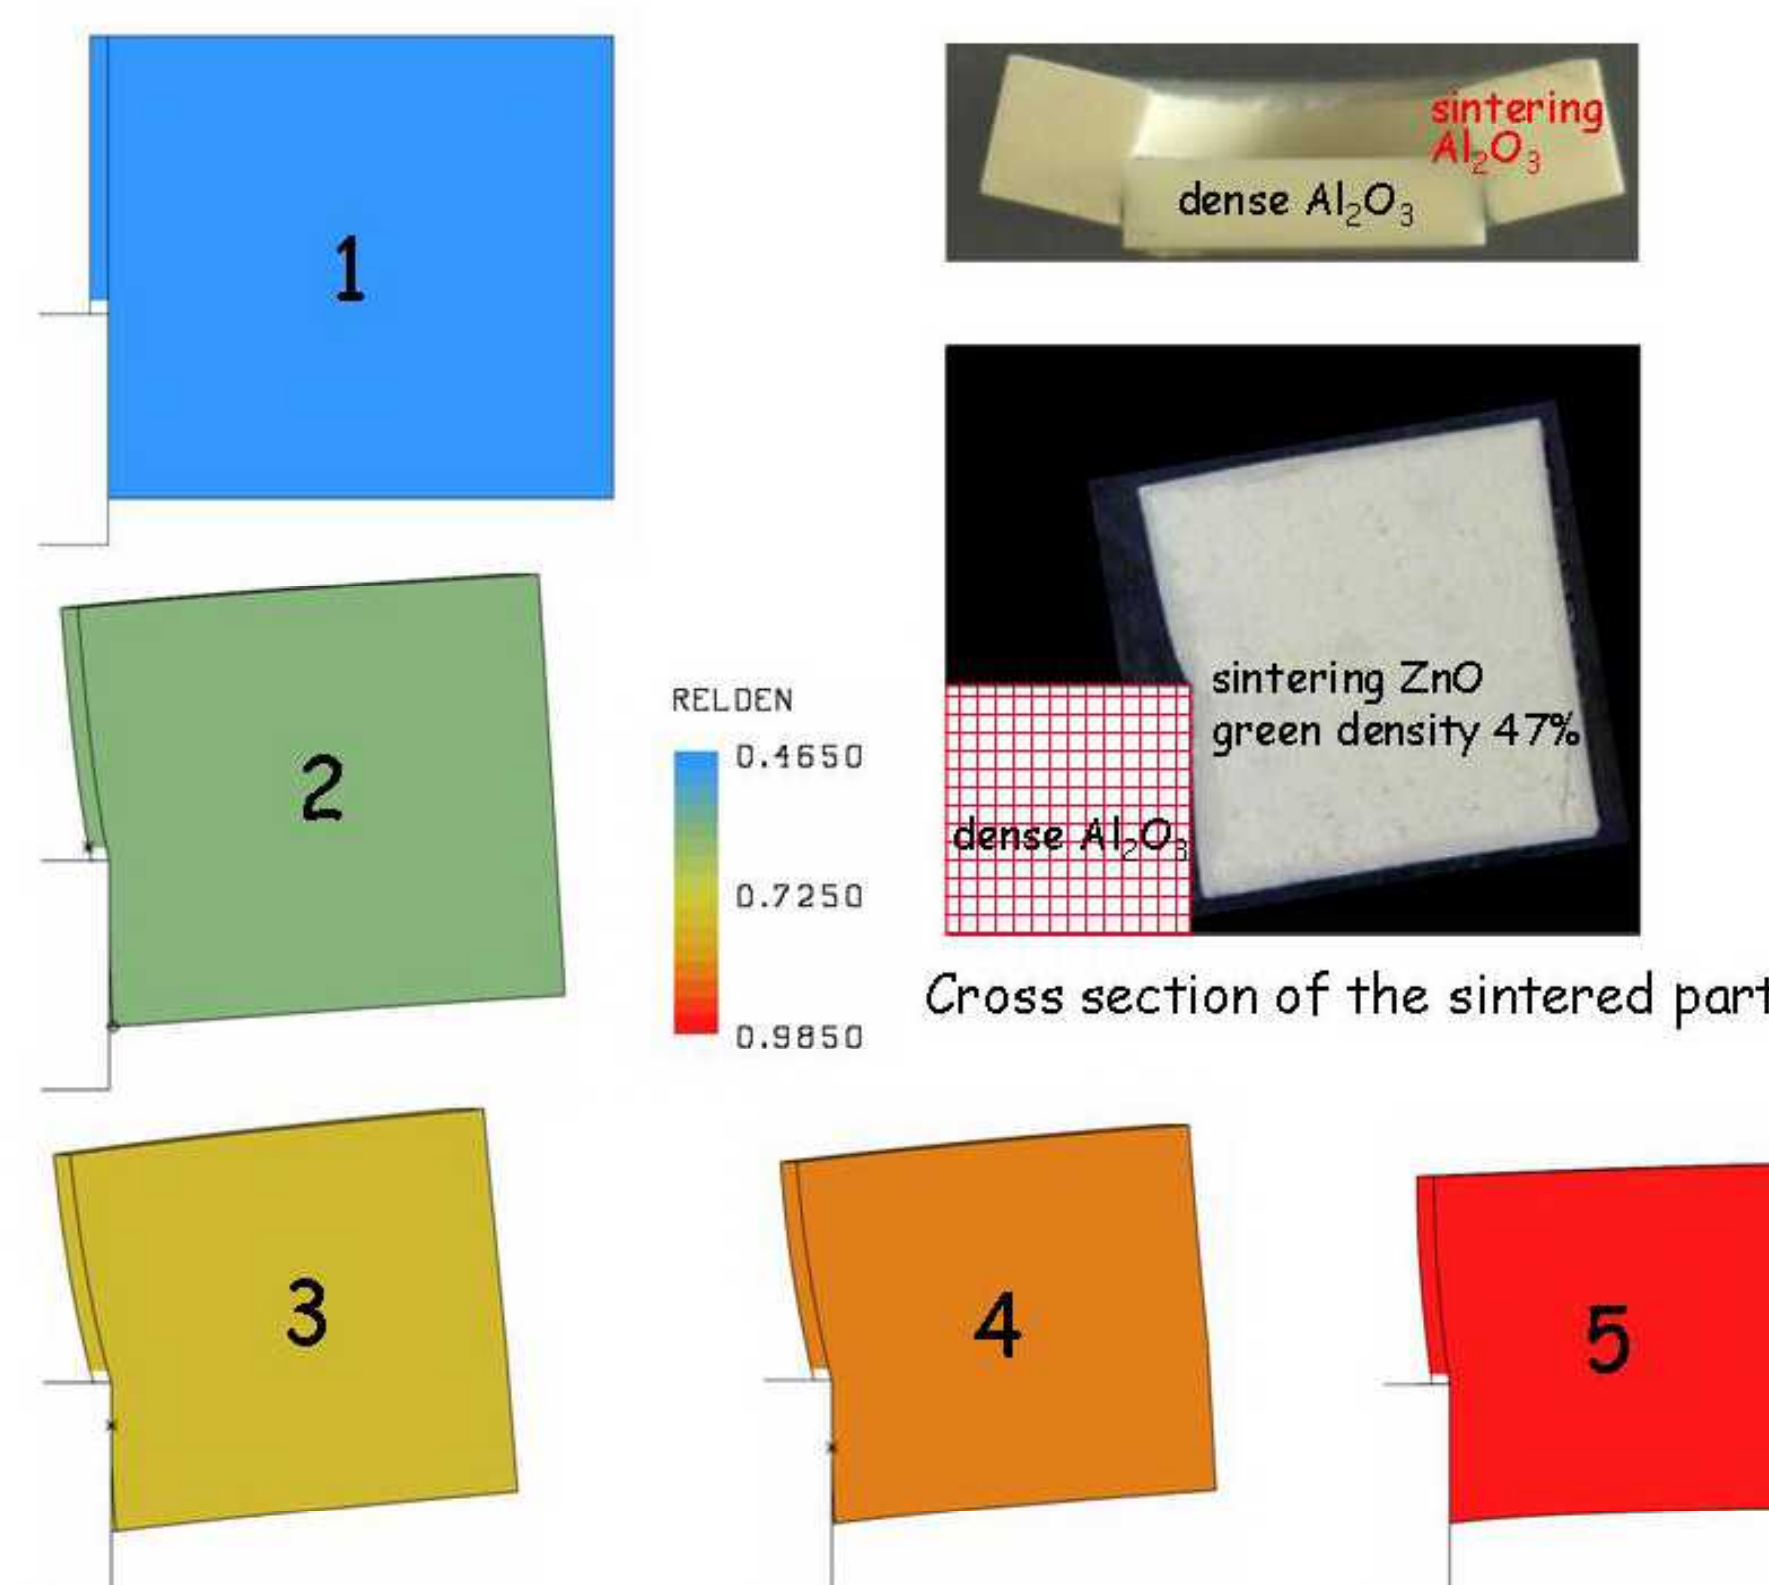 1
sintering
Al₂O₃
dense Al₂O₃
2
RELDEN
0.4650
0.7250
0.9850
sintering ZnO
green density 47%
dense Al₂O₃
Cross section of the sintered part
3
4
5